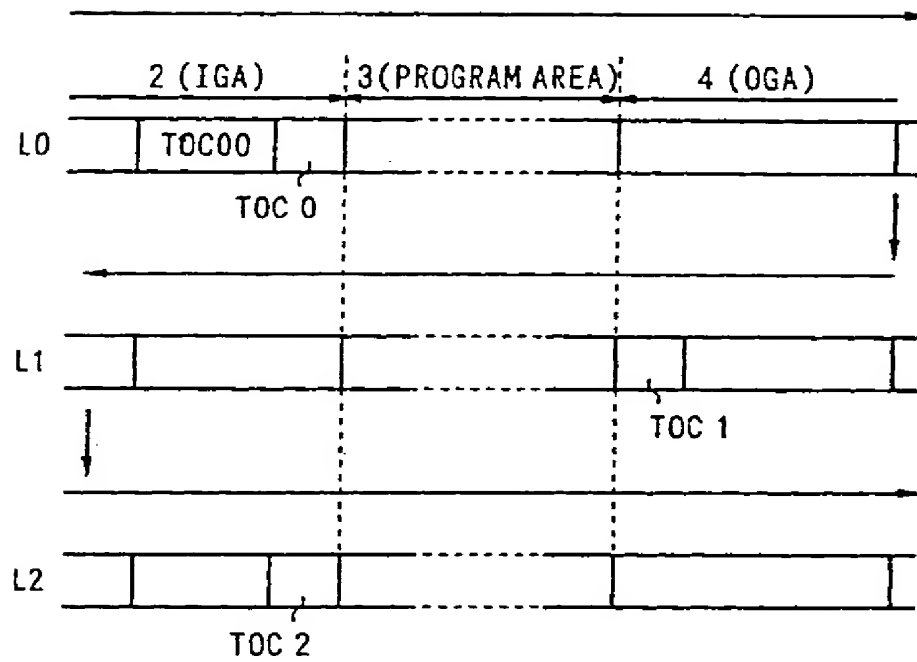 2 (IGA) 3(PROGRAM AREA) 4 (OGA)
L0 TOC00
TOC 0
L1
TOC 1
L2
TOC 2